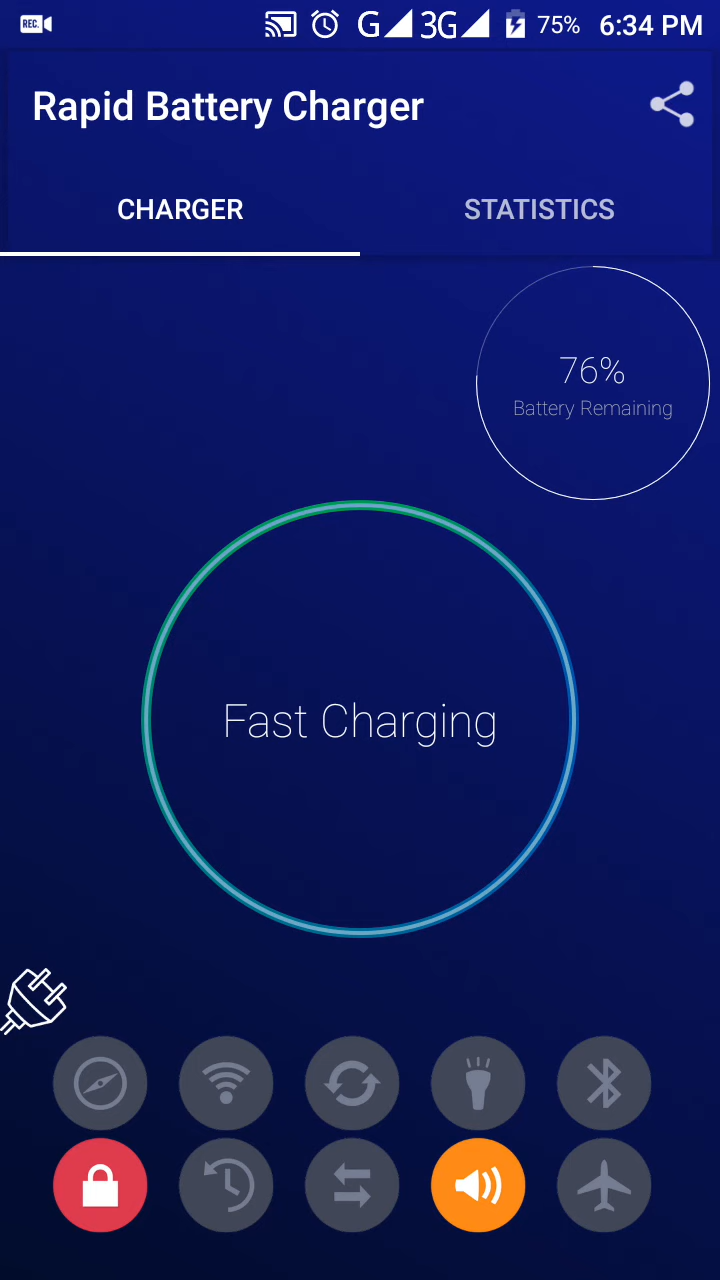 REC. G 3G 75% 6:34 PM
Rapid Battery Charger
CHARGER STATISTICS
76%
Battery Remaining
Fast Charging